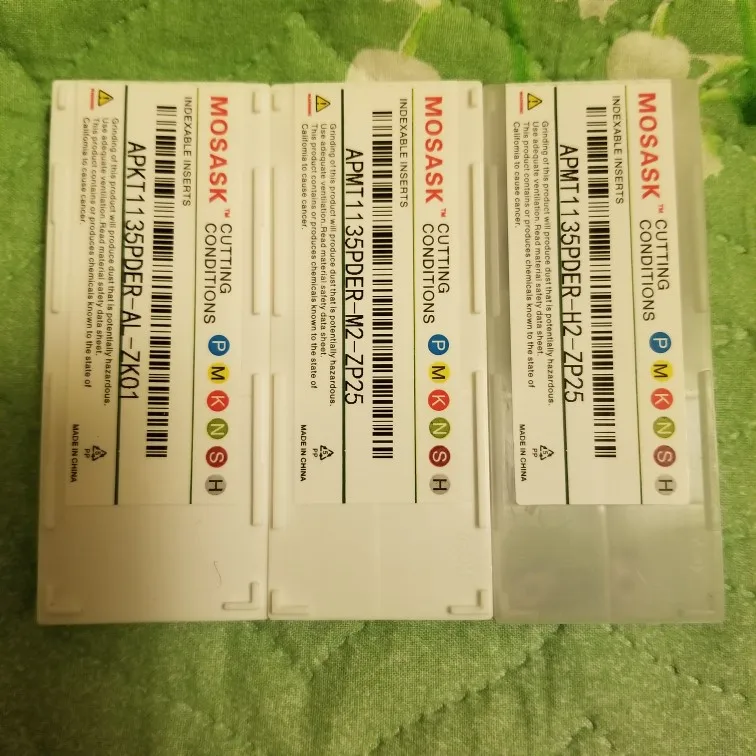 MOSASK™ CUTTING
CONDITIONS
P M K N S H
INDEXABLE INSERTS
APKT1135PDER-AL-ZK01
Grinding of this product will produce dust that is potentially hazardous.
Use adequate ventilation. Read material safety data sheet.
This product contains or produces chemicals known to the state of
California to cause cancer.
5
PP
MADE IN CHINA
MOSASK™ CUTTING
CONDITIONS
P M K N S H
INDEXABLE INSERTS
APMT1135PDER-M2-ZP25
Grinding of this product will produce dust that is potentially hazardous.
Use adequate ventilation. Read material safety data sheet.
This product contains or produces chemicals known to the state of
California to cause cancer.
5
PP
MADE IN CHINA
MOSASK™ CUTTING
CONDITIONS
P M K N S H
INDEXABLE INSERTS
APMT1135PDER-H2-ZP25
Grinding of this product will produce dust that is potentially hazardous.
Use adequate ventilation. Read material safety data sheet.
This product contains or produces chemicals known to the state of
California to cause cancer.
5
PP
MADE IN CHINA